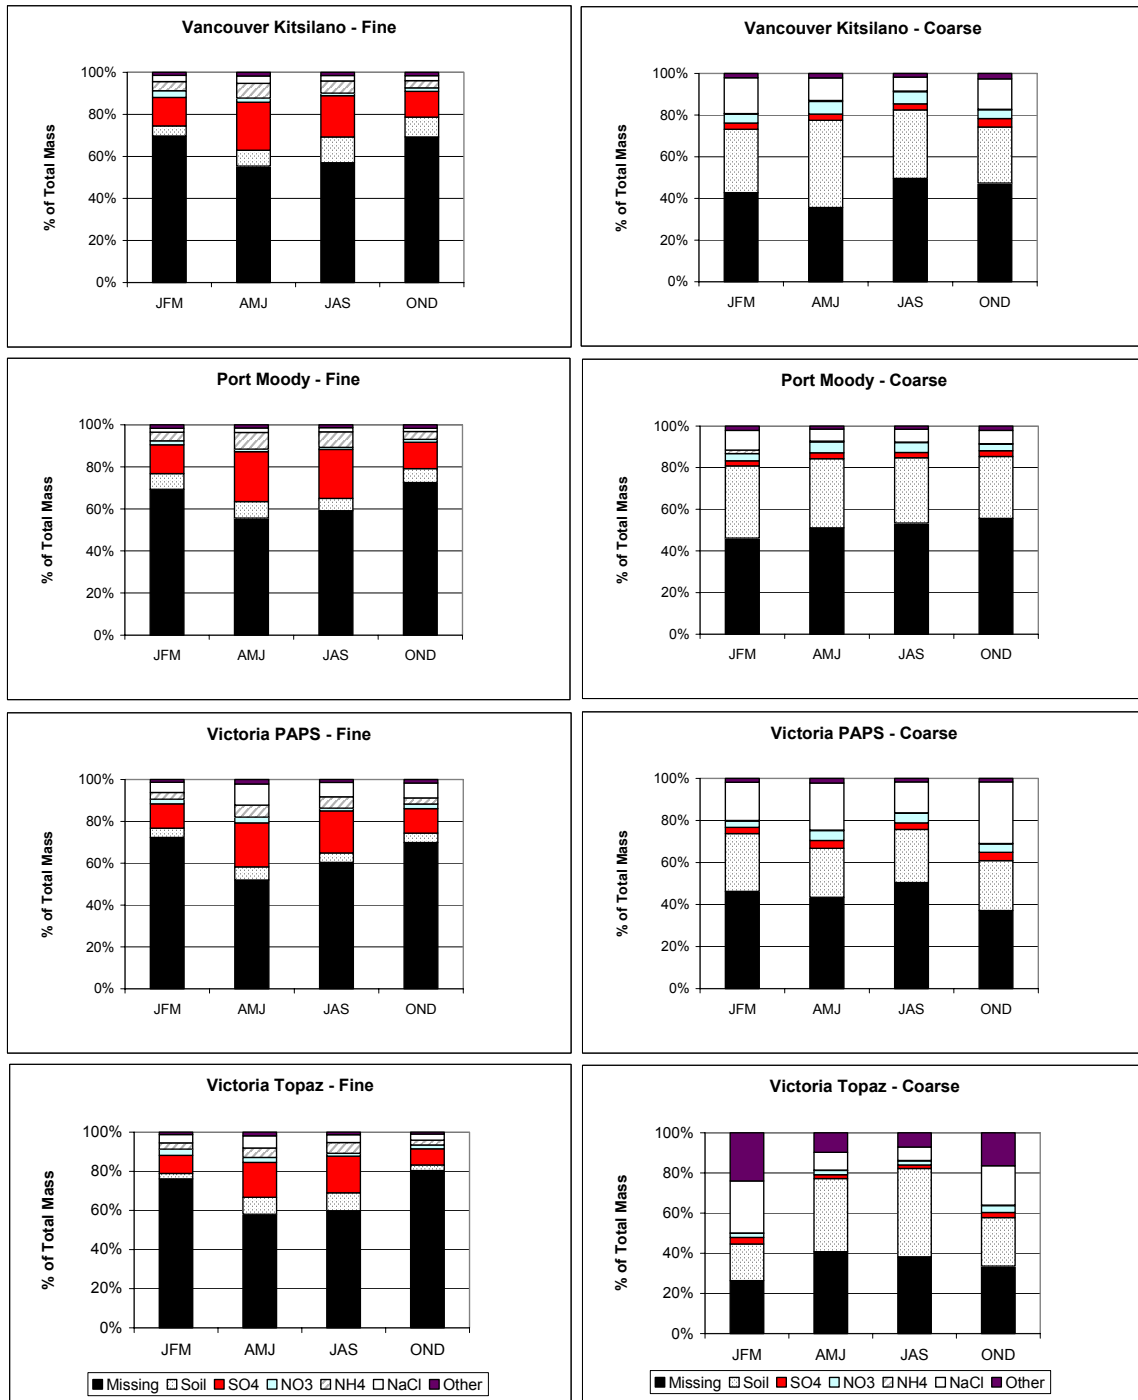 Vancouver Kitsilano - Fine
% of Total Mass
100%
80%
60%
40%
20%
0%
JFM AMJ JAS OND
Vancouver Kitsilano - Coarse
% of Total Mass
100%
80%
60%
40%
20%
0%
JFM AMJ JAS OND
Port Moody - Fine
% of Total Mass
100%
80%
60%
40%
20%
0%
JFM AMJ JAS OND
Port Moody - Coarse
% of Total Mass
100%
80%
60%
40%
20%
0%
JFM AMJ JAS OND
Victoria PAPS - Fine
% of Total Mass
100%
80%
60%
40%
20%
0%
JFM AMJ JAS OND
Victoria PAPS - Coarse
% of Total Mass
100%
80%
60%
40%
20%
0%
JFM AMJ JAS OND
Victoria Topaz - Fine
% of Total Mass
100%
80%
60%
40%
20%
0%
JFM AMJ JAS OND
Missing Soil SO4 NO3 NH4 NaCl Other
Victoria Topaz - Coarse
% of Total Mass
100%
80%
60%
40%
20%
0%
JFM AMJ JAS OND
Missing Soil SO4 NO3 NH4 NaCl Other